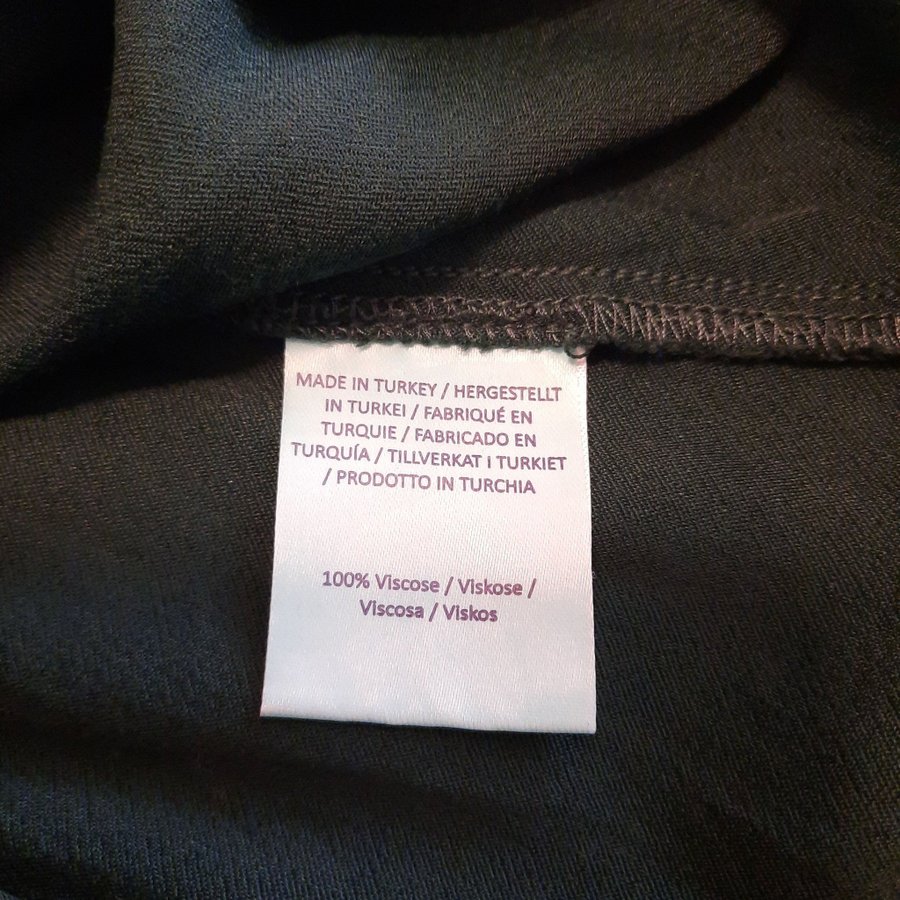 MADE IN TURKEY / HERGESTELLT
IN TURKEI / FABRIQUÉ EN
TURQUIE / FABRICADO EN
TURQUÍA / TILLVERKAT i TURKIET
/ PRODOTTO IN TURCHIA
100% Viscose / Viskose /
Viscosa / Viskos